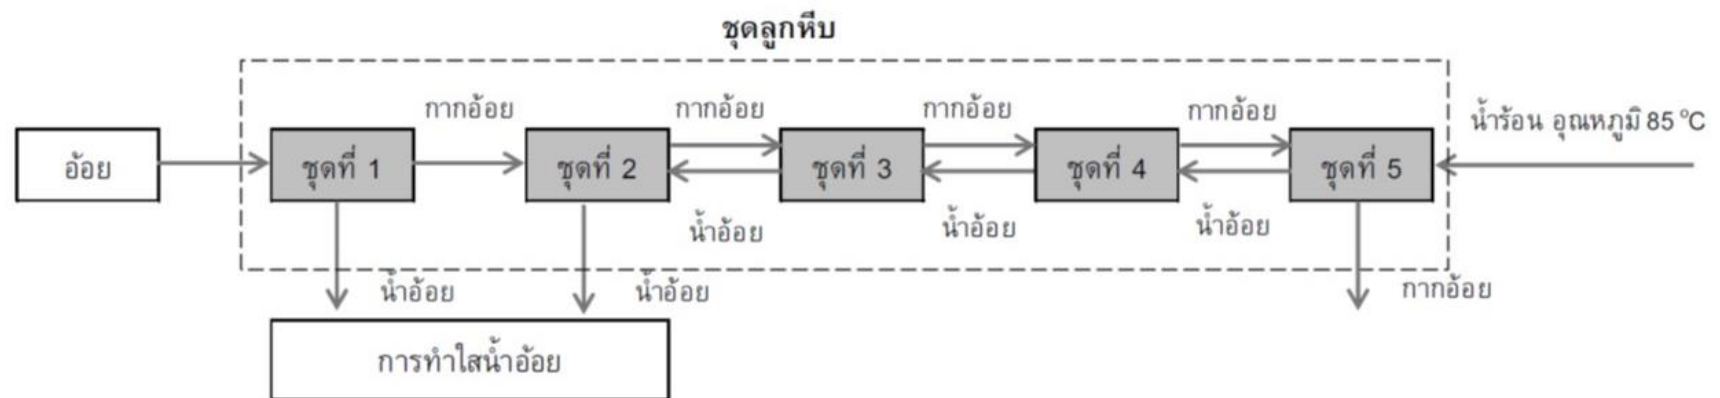 ชุดลูกหีบ
กากอ้อย
กากอ้อย
กากอ้อย
กากอ้อย
น้ำร้อน อุณหภูมิ 85 °C
อ้อย
ชุดที่ 1
ชุดที่ 2
ชุดที่ 3
ชุดที่ 4
ชุดที่ 5
น้ำอ้อย
น้ำอ้อย
น้ำอ้อย
น้ำอ้อย
น้ำอ้อย
กากอ้อย
การทำใสน้ำอ้อย